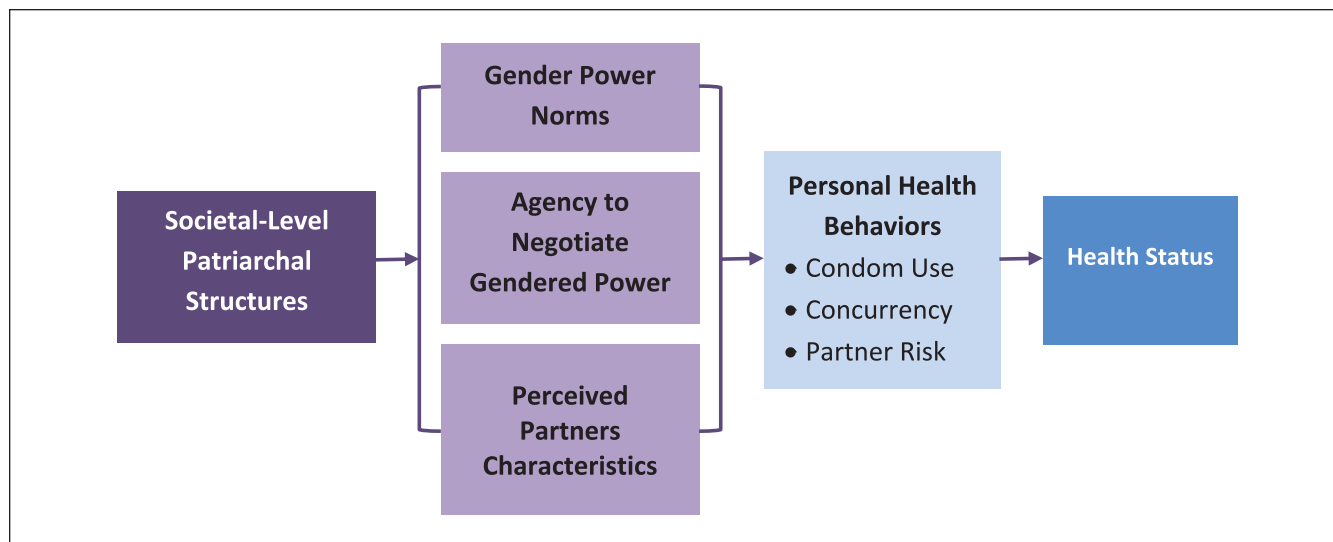 Societal-Level
Patriarchal
Structures
Gender Power
Norms
Agency to
Negotiate
Gendered Power
Perceived
Partners
Characteristics
Personal Health
Behaviors
• Condom Use
• Concurrency
• Partner Risk
Health Status